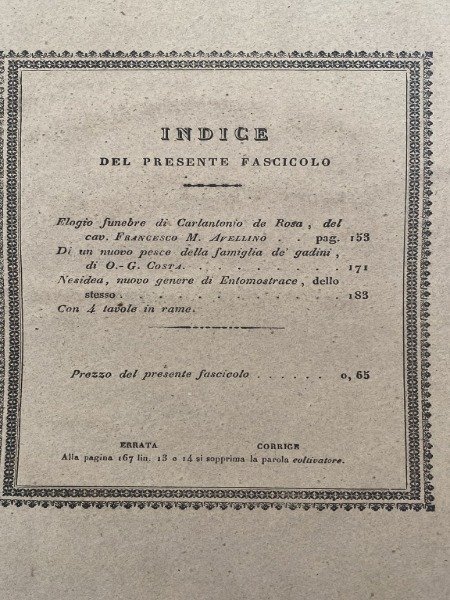 INDICE
DEL PRESENTE FASCICOLO
Elogio funebre di Carlantonio de Rosa, del
cav. FRANCESCO M. AVELLINO . . pag. 153
Di un nuovo pesce della famiglia de' gadini,
di O.-G. COSTA. . . . . . . . . . . . 171
Nesidea, nuovo genere di Entomostrace, dello
stesso . . . . . . . . . . . . . . . . 183
Con 4 tavole in rame.
Prezzo del presente fascicolo . . . . . . 0, 65
ERRATA CORRIGE
Alla pagina 167 lin. 13 o 14 si sopprima la parola coltivatore.